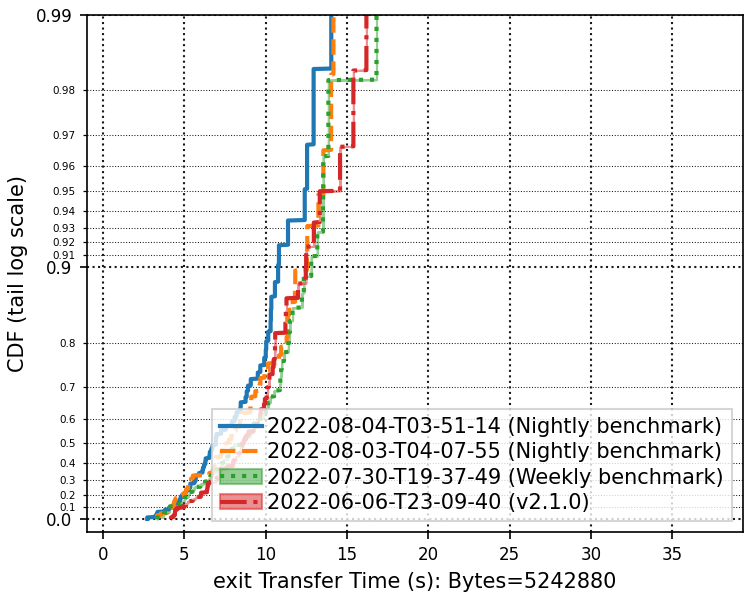 0.99
0.98
0.97
0.96
0.95
0.94
0.93
0.92
0.91
0.9
0.8
0.7
0.6
0.5
0.4
0.3
0.2
0.1
0.0
CDF (tail log scale)
2022-08-04-T03-51-14 (Nightly benchmark)
2022-08-03-T04-07-55 (Nightly benchmark)
2022-07-30-T19-37-49 (Weekly benchmark)
2022-06-06-T23-09-40 (v2.1.0)
0 5 10 15 20 25 30 35
exit Transfer Time (s): Bytes=5242880